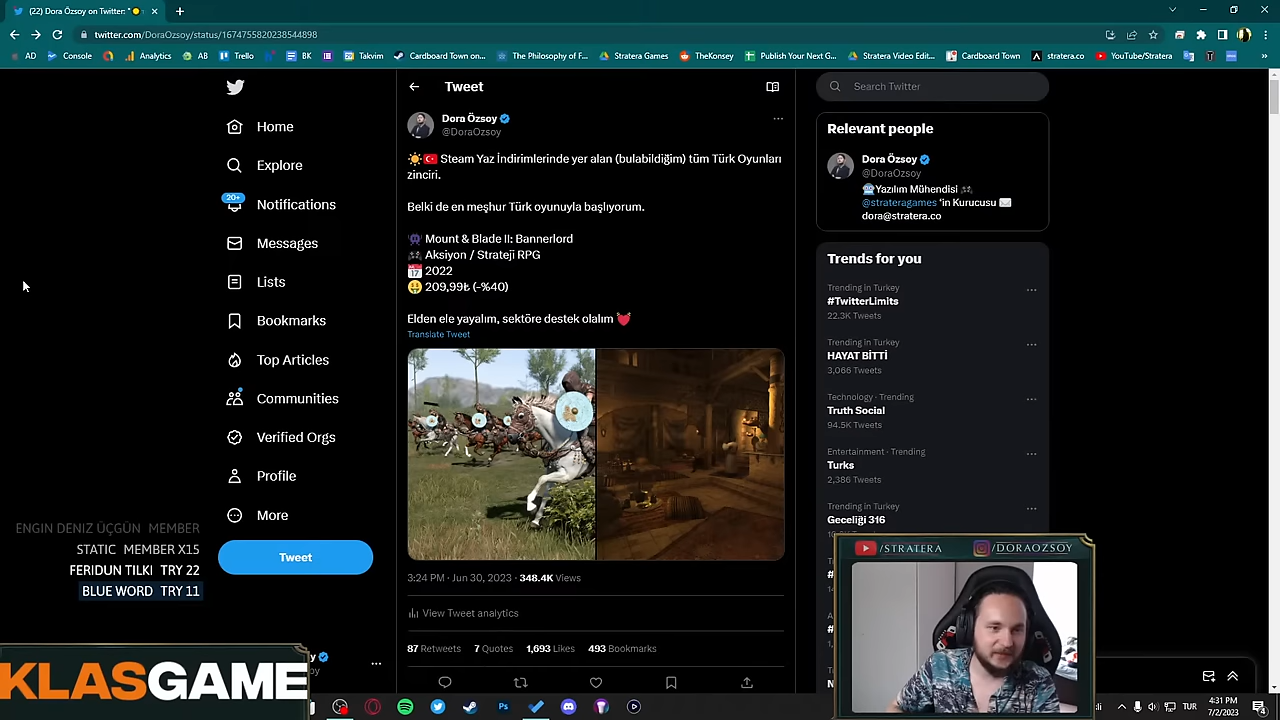 (22) Dora Özsoy on Twitter: "
twitter.com/DoraOzsoy/status/1674755820238544898
AD Console Analytics AB Trello BK Takvim Cardboard Town on... The Philosophy of F... Stratera Games TheKonsey Publish Your Next G... Stratera Video Edit... Cardboard Town stratera.co YouTube/Stratera
Home
Explore
20+
Notifications
Messages
Lists
Bookmarks
Top Articles
Communities
Verified Orgs
Profile
More
Tweet
Tweet
Dora Özsoy
@DoraOzsoy
☀️🇹🇷 Steam Yaz İndirimlerinde yer alan (bulabildiğim) tüm Türk Oyunları
zinciri.
Belki de en meşhur Türk oyunuyla başlıyorum.
👾 Mount & Blade II: Bannerlord
🎮 Aksiyon / Strateji RPG
📅 2022
🤑 209,99₺ (-%40)
Elden ele yayalım, sektöre destek olalım 💓
Translate Tweet
3:24 PM · Jun 30, 2023 · 348.4K Views
View Tweet analytics
87 Retweets 7 Quotes 1,693 Likes 493 Bookmarks
Search Twitter
Relevant people
Dora Özsoy
@DoraOzsoy
Yazılım Mühendisi 🎮
@strateragames 'in Kurucusu ✉️
dora@stratera.co
Trends for you
Trending in Turkey
#TwitterLimits
22.3K Tweets
Trending in Turkey
HAYAT BİTTİ
3,066 Tweets
Technology · Trending
Truth Social
94.5K Tweets
Entertainment · Trending
Turks
2,386 Tweets
Trending in Turkey
Geceliği 316
ENGIN DENIZ ÜÇGÜN MEMBER
STATIC MEMBER X15
FERIDUN TILKI TRY 22
BLUE WORD TRY 11
KLASGAME
/STRATERA /DORAOZSOY
TUR
4:31 PM
7/2/2023